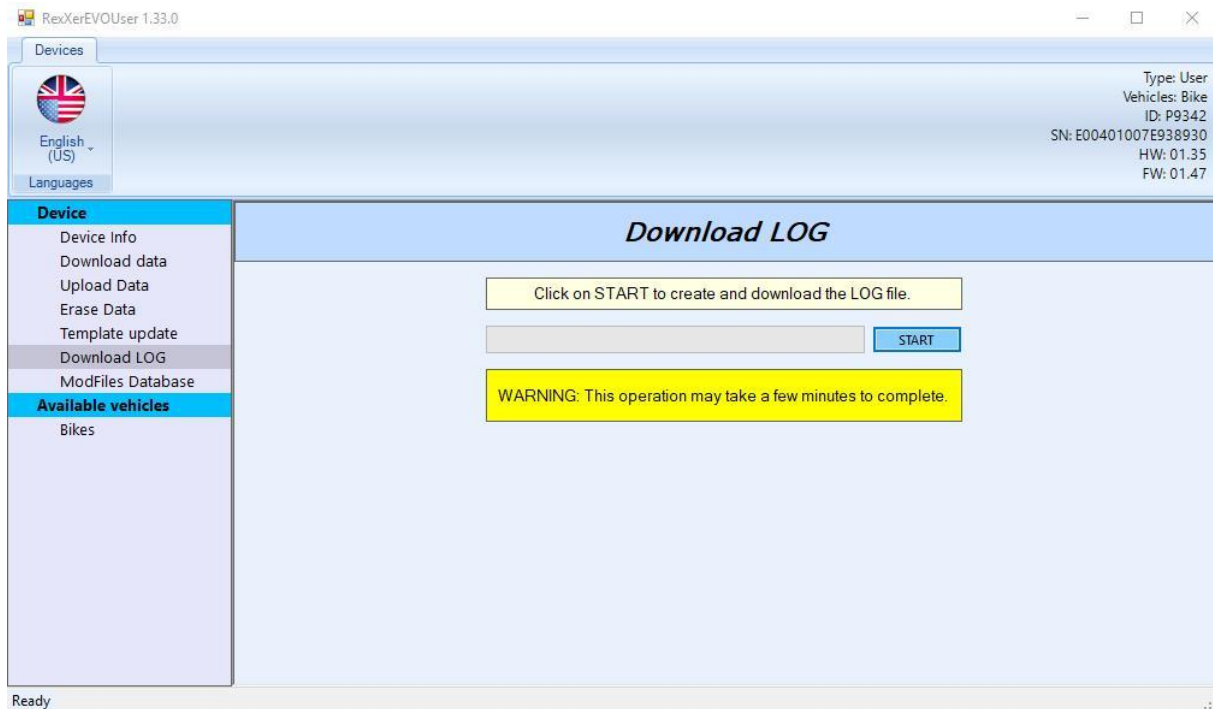 RexXerEVOUser 1.33.0
Devices
English
(US)
Languages
Type: User
Vehicles: Bike
ID: P9342
SN: E00401007E938930
HW: 01.35
FW: 01.47
Device
Device Info
Download data
Upload Data
Erase Data
Template update
Download LOG
ModFiles Database
Available vehicles
Bikes
Download LOG
Click on START to create and download the LOG file.
START
WARNING: This operation may take a few minutes to complete.
Ready